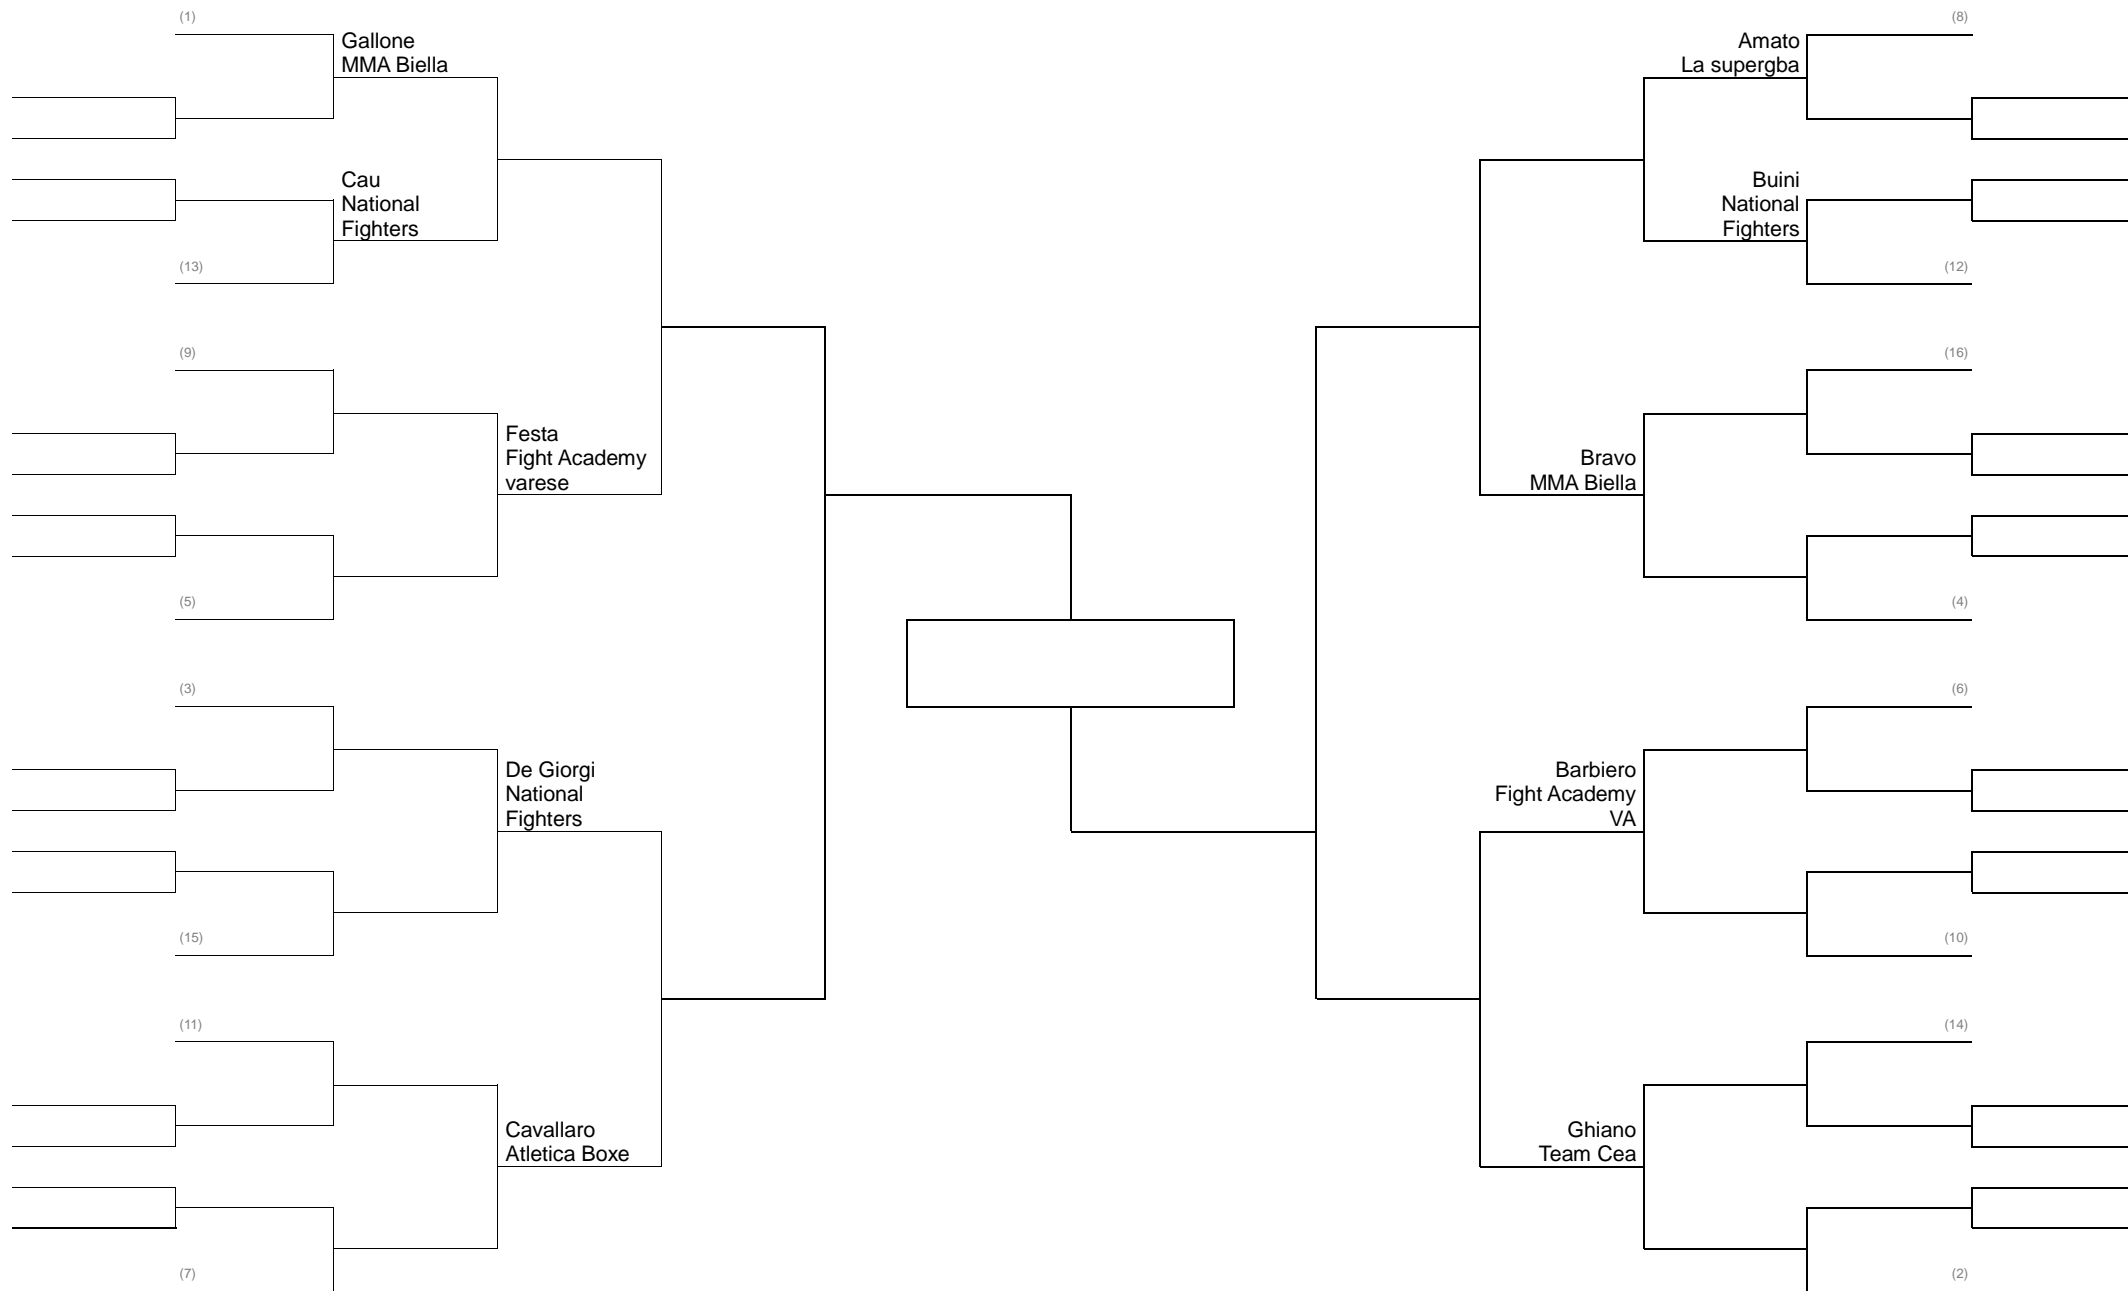 (1)
Gallone
MMA Biella
Cau
National
Fighters
(13)
(9)
Festa
Fight Academy
varese
(5)
(3)
De Giorgi
National
Fighters
(15)
(11)
Cavallaro
Atletica Boxe
(7)
(8)
Amato
La supergba
Buini
National
Fighters
(12)
(16)
Bravo
MMA Biella
(4)
(6)
Barbiero
Fight Academy
VA
(10)
(14)
Ghiano
Team Cea
(2)